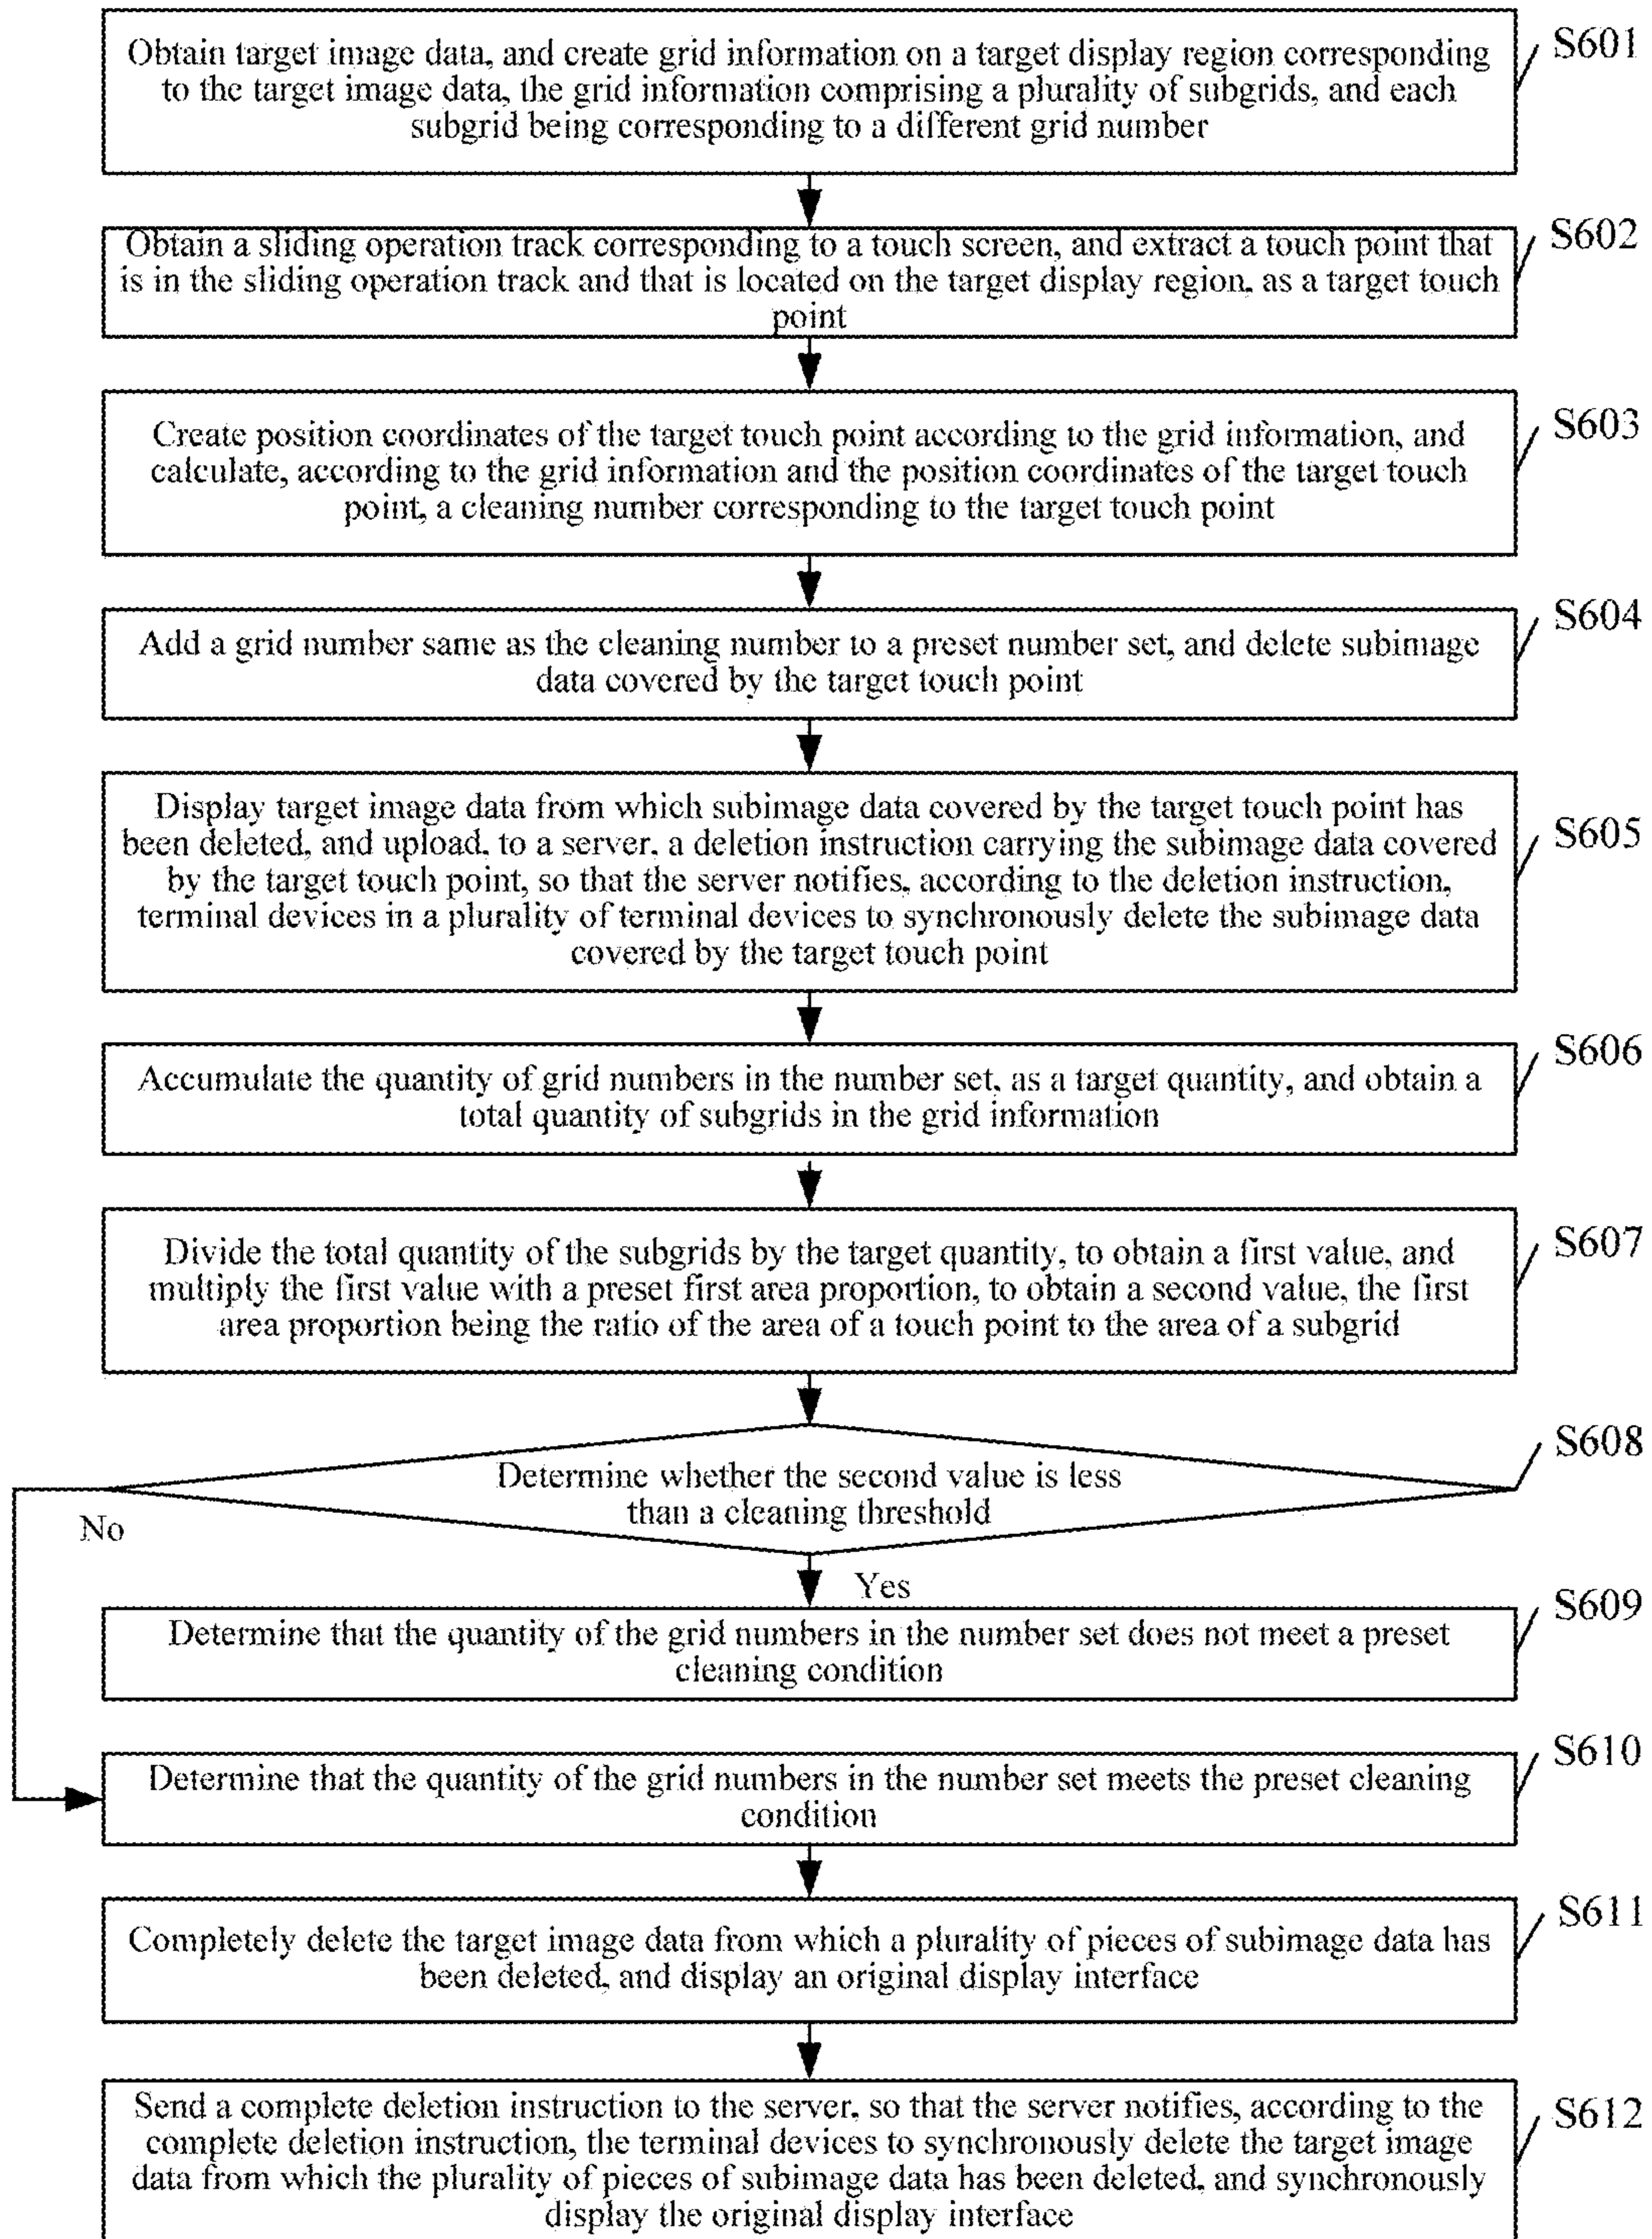 Obtain target image data, and create grid information on a target display region corresponding
to the target image data, the grid information comprising a plurality of subgrids, and each
subgrid being corresponding to a different grid number
S601
Obtain a sliding operation track corresponding to a touch screen, and extract a touch point that
is in the sliding operation track and that is located on the target display region, as a target touch
point
S602
Create position coordinates of the target touch point according to the grid information, and
calculate, according to the grid information and the position coordinates of the target touch
point, a cleaning number corresponding to the target touch point
S603
Add a grid number same as the cleaning number to a preset number set, and delete subimage
data covered by the target touch point
S604
Display target image data from which subimage data covered by the target touch point has
been deleted, and upload, to a server, a deletion instruction carrying the subimage data covered
by the target touch point, so that the server notifies, according to the deletion instruction,
terminal devices in a plurality of terminal devices to synchronously delete the subimage data
covered by the target touch point
S605
Accumulate the quantity of grid numbers in the number set, as a target quantity, and obtain a
total quantity of subgrids in the grid information
S606
Divide the total quantity of the subgrids by the target quantity, to obtain a first value, and
multiply the first value with a preset first area proportion, to obtain a second value, the first
area proportion being the ratio of the area of a touch point to the area of a subgrid
S607
Determine whether the second value is less
than a cleaning threshold
S608
No
Yes
Determine that the quantity of the grid numbers in the number set does not meet a preset
cleaning condition
S609
Determine that the quantity of the grid numbers in the number set meets the preset cleaning
condition
S610
Completely delete the target image data from which a plurality of pieces of subimage data has
been deleted, and display an original display interface
S611
Send a complete deletion instruction to the server, so that the server notifies, according to the
complete deletion instruction, the terminal devices to synchronously delete the target image
data from which the plurality of pieces of subimage data has been deleted, and synchronously
display the original display interface
S612